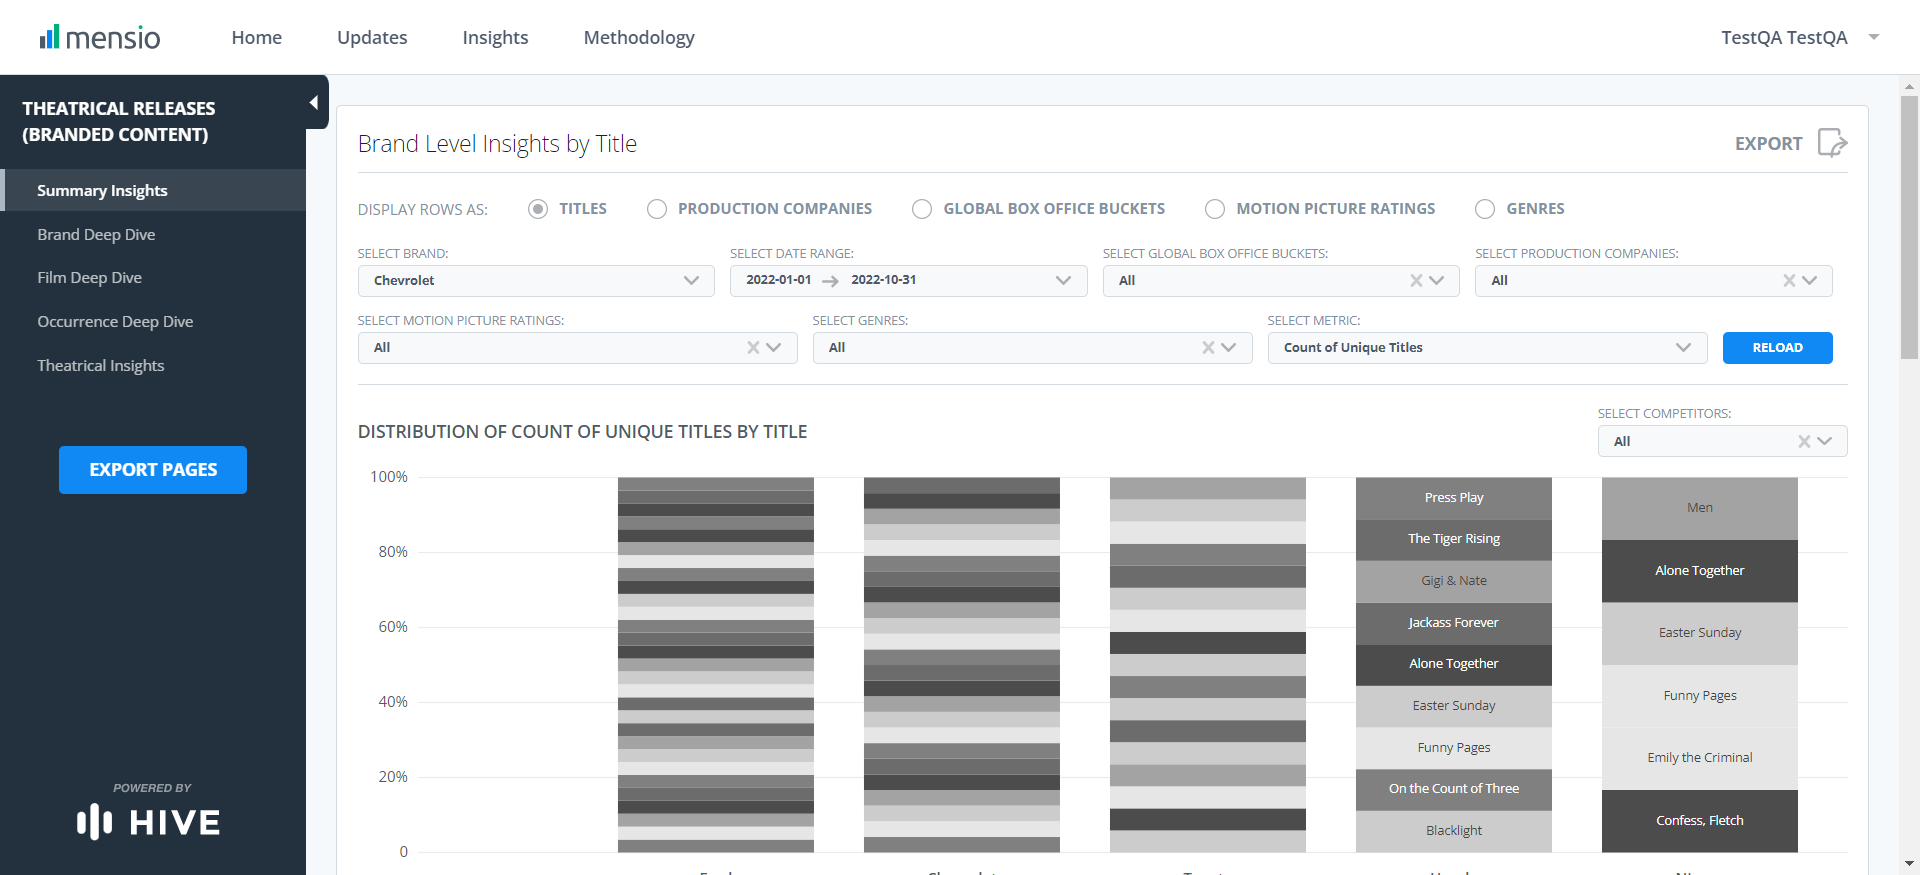 mensio
Home
Updates
Insights
Methodology
TestQA TestQA
THEATRICAL RELEASES
(BRANDED CONTENT)
Summary Insights
Brand Deep Dive
Film Deep Dive
Occurrence Deep Dive
Theatrical Insights
EXPORT PAGES
POWERED BY
HIVE
Brand Level Insights by Title
EXPORT
DISPLAY ROWS AS:
TITLES
PRODUCTION COMPANIES
GLOBAL BOX OFFICE BUCKETS
MOTION PICTURE RATINGS
GENRES
SELECT BRAND:
Chevrolet
SELECT DATE RANGE:
2022-01-01 → 2022-10-31
SELECT GLOBAL BOX OFFICE BUCKETS:
All
SELECT PRODUCTION COMPANIES:
All
SELECT MOTION PICTURE RATINGS:
All
SELECT GENRES:
All
SELECT METRIC:
Count of Unique Titles
RELOAD
DISTRIBUTION OF COUNT OF UNIQUE TITLES BY TITLE
SELECT COMPETITORS:
All
100%
80%
60%
40%
20%
0
Press Play
The Tiger Rising
Gigi & Nate
Jackass Forever
Alone Together
Easter Sunday
Funny Pages
On the Count of Three
Blacklight
Men
Alone Together
Easter Sunday
Funny Pages
Emily the Criminal
Confess, Fletch